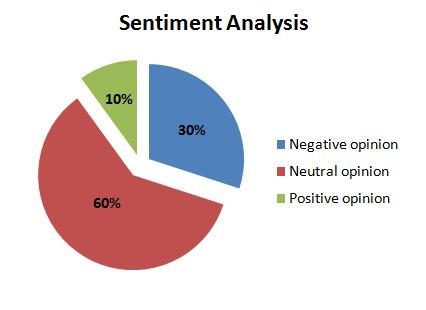 Sentiment Analysis
10%
30%
60%
Negative opinion
Neutral opinion
Positive opinion